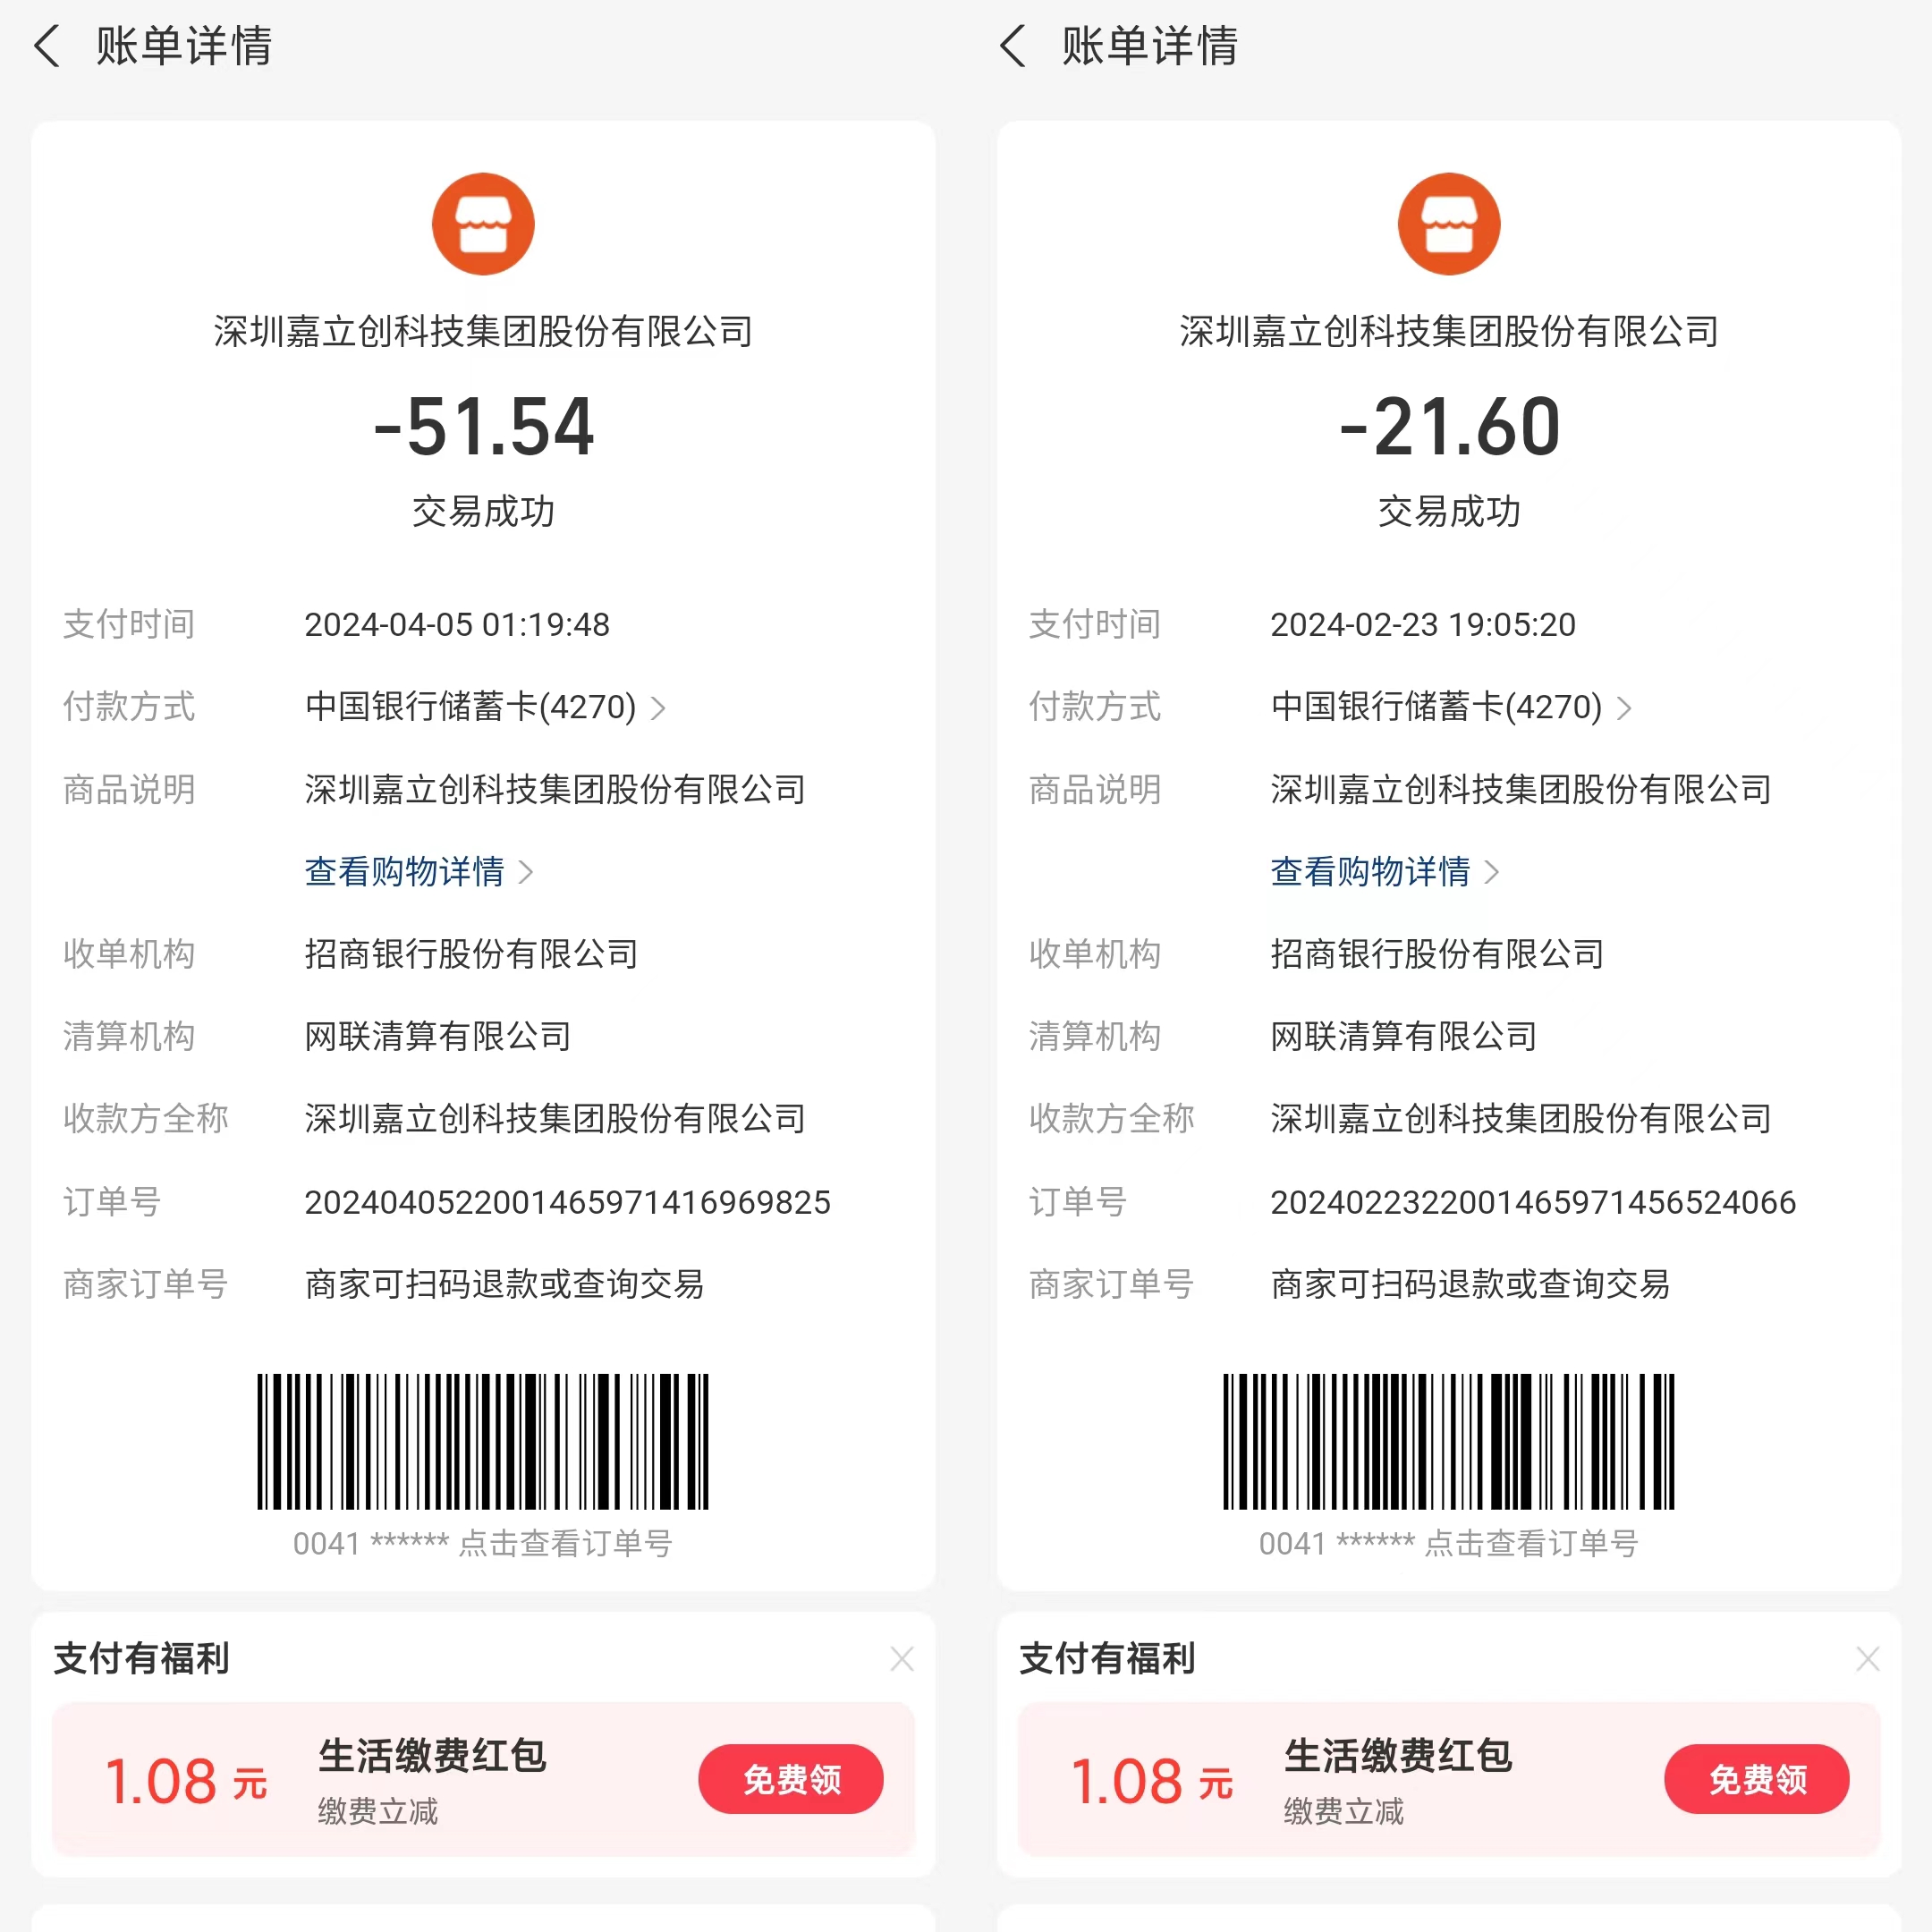 账单详情
深圳嘉立创科技集团股份有限公司
-51.54
交易成功
支付时间 2024-04-05 01:19:48
付款方式 中国银行储蓄卡(4270)
商品说明 深圳嘉立创科技集团股份有限公司
查看购物详情
收单机构 招商银行股份有限公司
清算机构 网联清算有限公司
收款方全称 深圳嘉立创科技集团股份有限公司
订单号 2024040522001465971416969825
商家订单号 商家可扫码退款或查询交易
0041 ****** 点击查看订单号
支付有福利
1.08 元
生活缴费红包
缴费立减
免费领
账单详情
深圳嘉立创科技集团股份有限公司
-21.60
交易成功
支付时间 2024-02-23 19:05:20
付款方式 中国银行储蓄卡(4270)
商品说明 深圳嘉立创科技集团股份有限公司
查看购物详情
收单机构 招商银行股份有限公司
清算机构 网联清算有限公司
收款方全称 深圳嘉立创科技集团股份有限公司
订单号 2024022322001465971456524066
商家订单号 商家可扫码退款或查询交易
0041 ****** 点击查看订单号
支付有福利
1.08 元
生活缴费红包
缴费立减
免费领